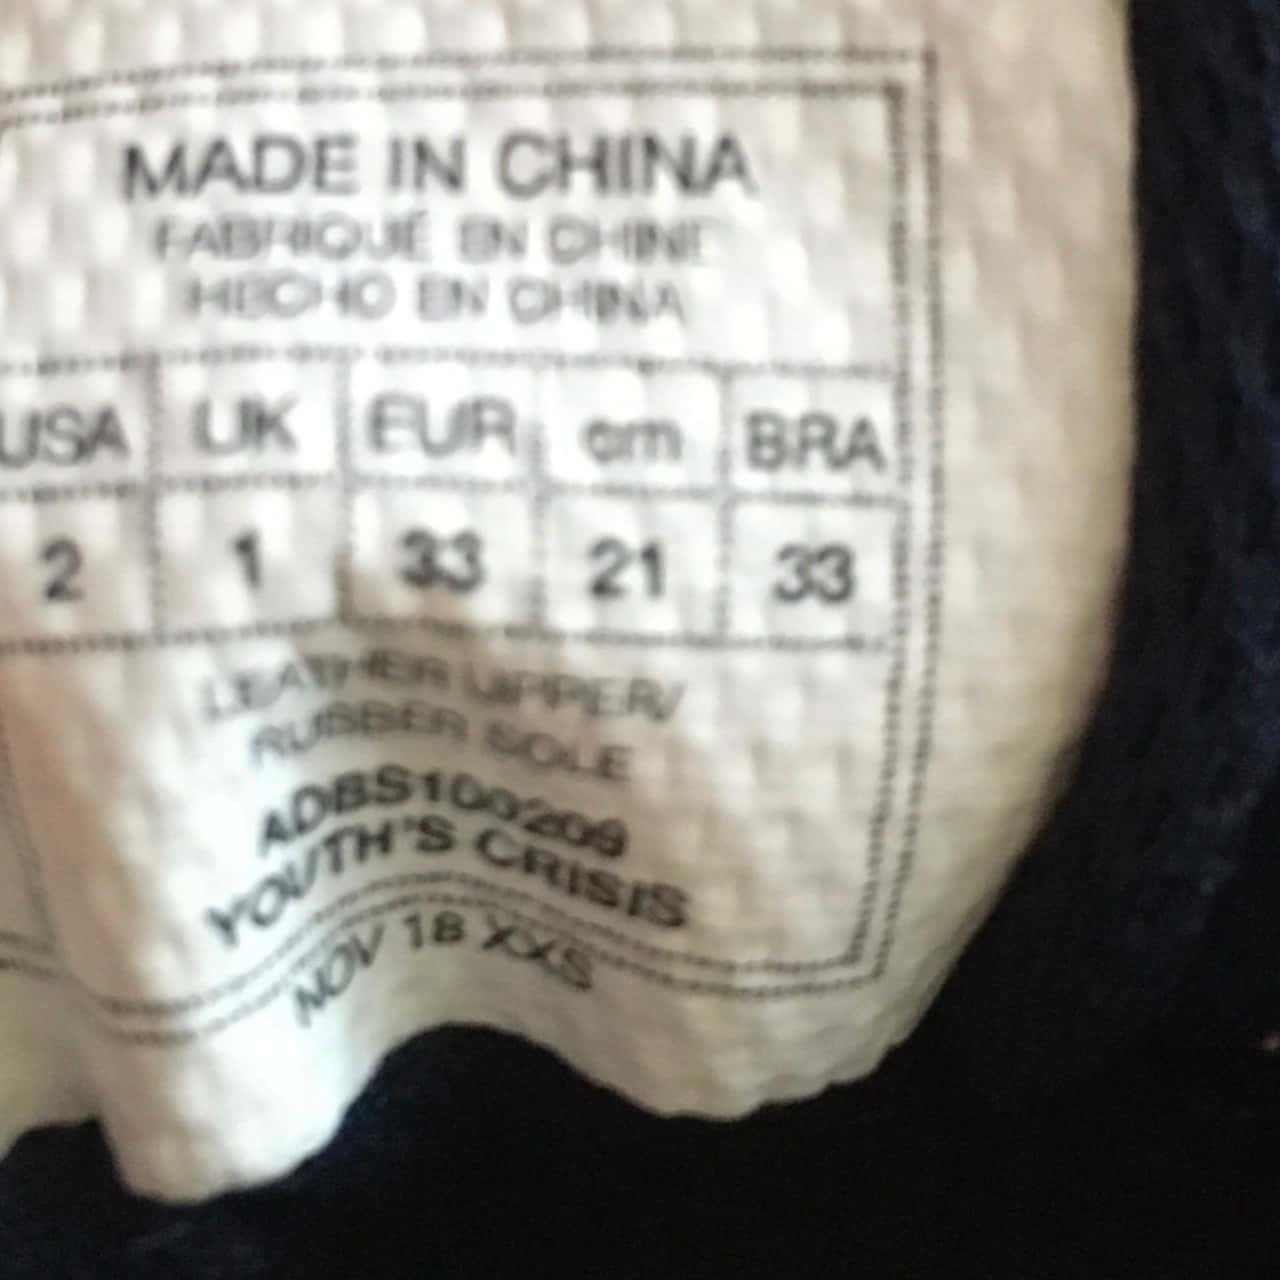 MADE IN CHINA
FABRIQUÉ EN CHINE
HECHO EN CHINA
USA UK EUR cm BRA
2 1 33 21 33
LEATHER UPPER/
RUBBER SOLE
ADBS100209
YOUTH'S CRISIS
NOV 18 XXS